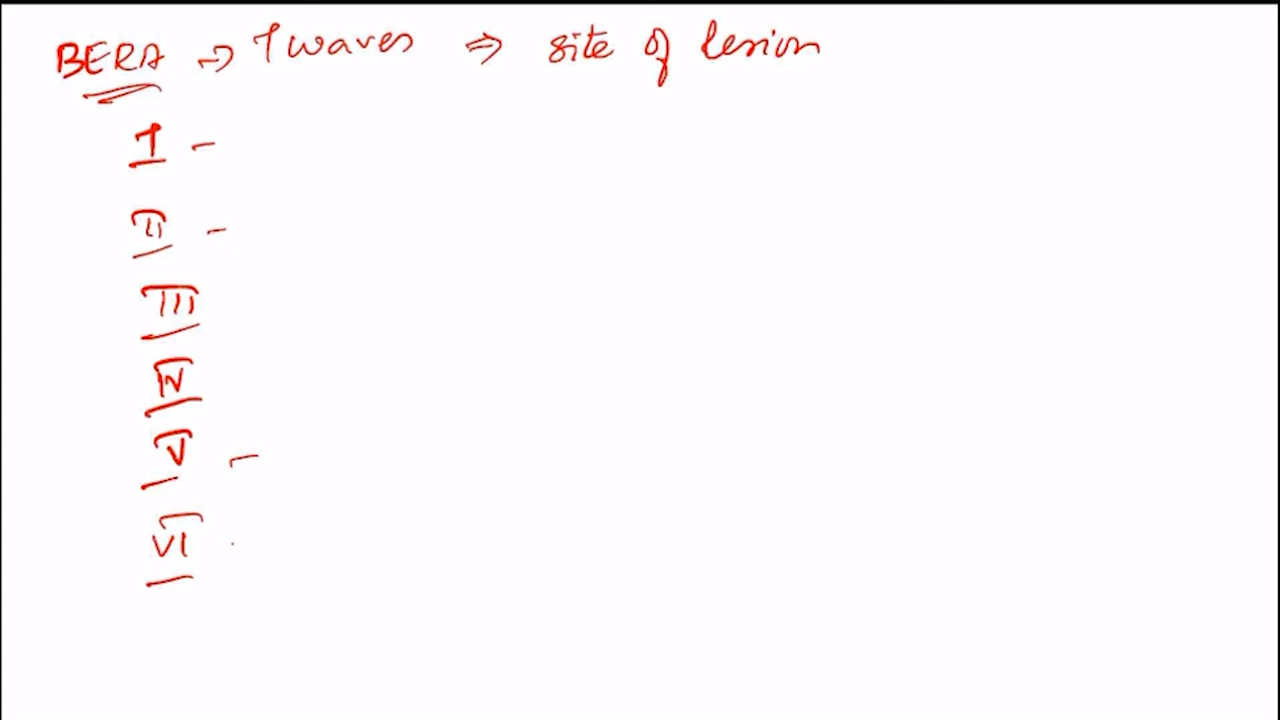 BERA → 7 waves ⇒ site of lesion
I -
II -
III
IV
V -
VI